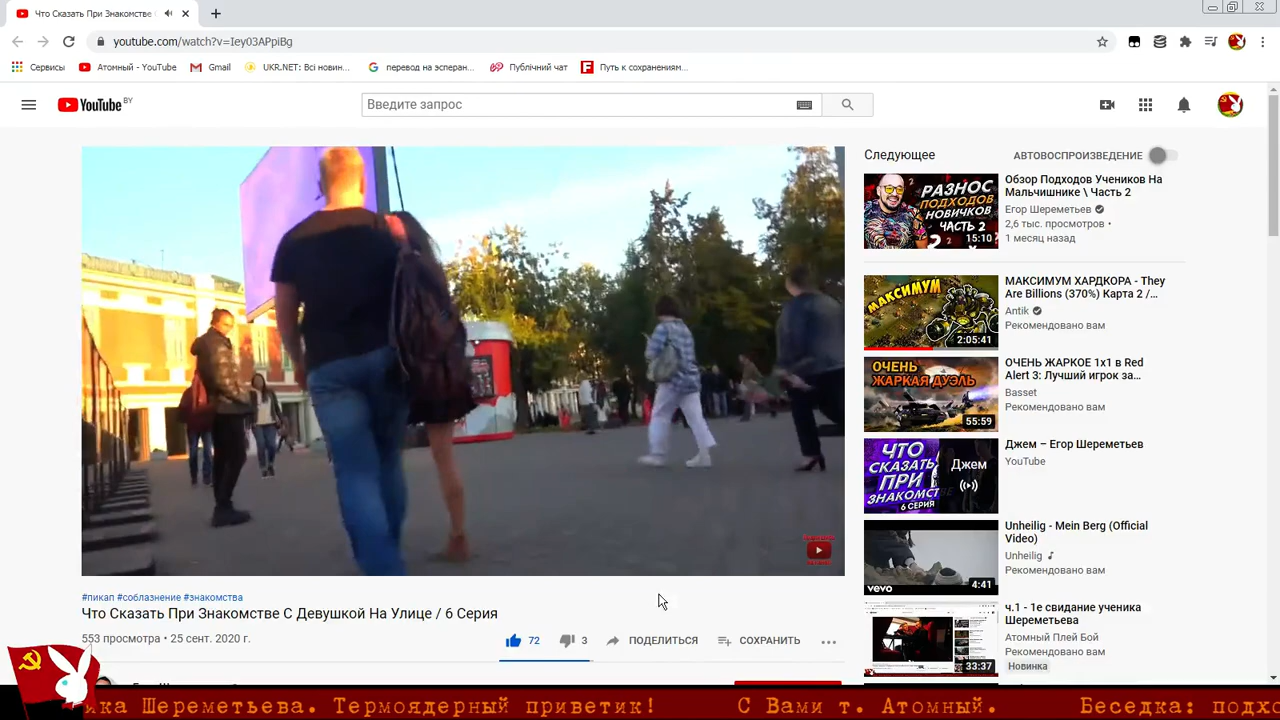 Что Сказать При Знакомстве
youtube.com/watch?v=Iey03APpiBg
Сервисы
Атомный - YouTube
Gmail
UKR.NET: Всі новин...
перевод на эсперан...
Публічний чат
Путь к сохранениям...
YouTube BY
Введите запрос
#пикап #соблазнение #знакомства
Что Сказать При Знакомстве С Девушкой На Улице / 6 Серия
553 просмотра • 25 сент. 2020 г.
72
3
ПОДЕЛИТЬСЯ
СОХРАНИТЬ
Следующее
АВТОВОСПРОИЗВЕДЕНИЕ
РАЗНОС
ПОДХОДОВ
НОВИЧКОВ
ЧАСТЬ 2
15:10
Обзор Подходов Учеников На
Мальчишнике \ Часть 2
Егор Шереметьев
2,6 тыс. просмотров •
1 месяц назад
МАКСИМУМ
2:05:41
МАКСИМУМ ХАРДКОРА - They
Are Billions (370%) Карта 2 /...
Antik
Рекомендовано вам
ОЧЕНЬ
ЖАРКАЯ ДУЭЛЬ
55:59
ОЧЕНЬ ЖАРКОЕ 1х1 в Red
Alert 3: Лучший игрок за...
Basset
Рекомендовано вам
ЧТО
СКАЗАТЬ
ПРИ
ЗНАКОМСТ
6 СЕРИЯ
Джем
Джем – Егор Шереметьев
YouTube
vevo
4:41
Unheilig - Mein Berg (Official
Video)
Unheilig
Рекомендовано вам
33:37
ч.1 - 1е свидание ученика
Шереметьева
Атомный Плей Бой
Рекомендовано вам
Новинка
ика Шереметьева. Термоядерный приветик! С Вами т. Атомный. Беседка: подхо